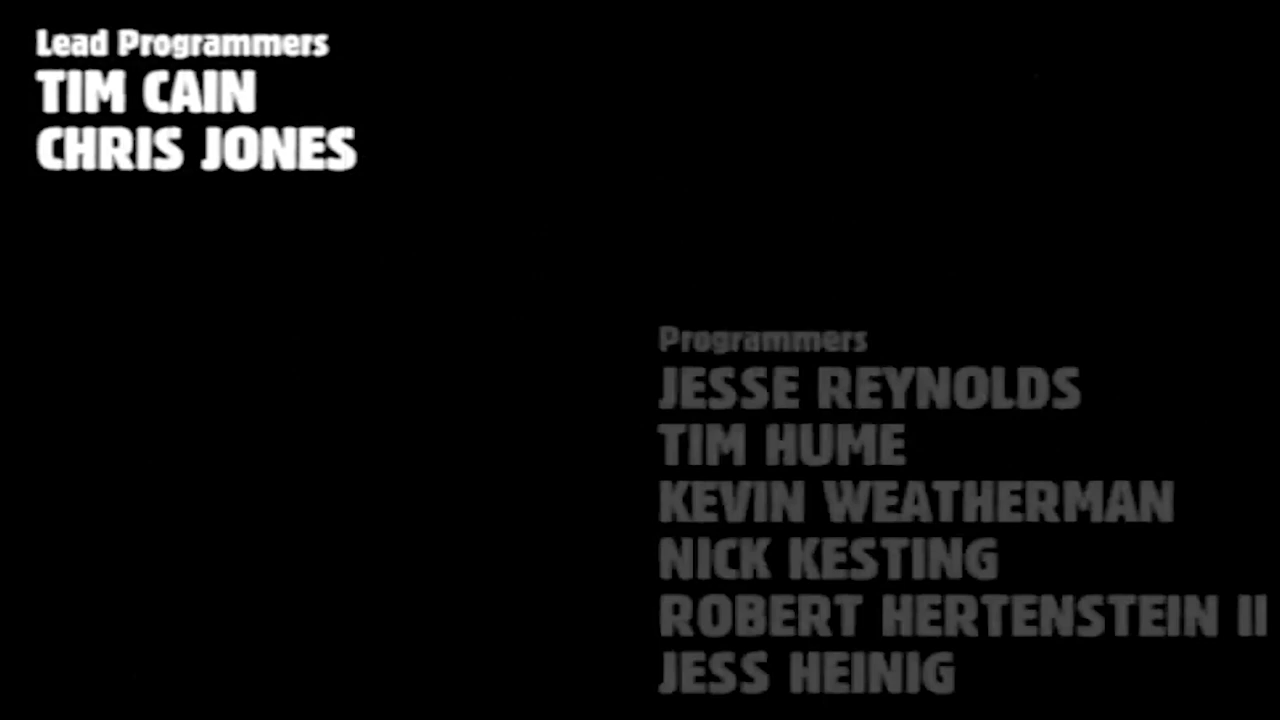 Lead Programmers
TIM CAIN
CHRIS JONES
Programmers
JESSE REYNOLDS
TIM HUME
KEVIN WEATHERMAN
NICK KESTING
ROBERT HERTENSTEIN II
JESS HEINIG